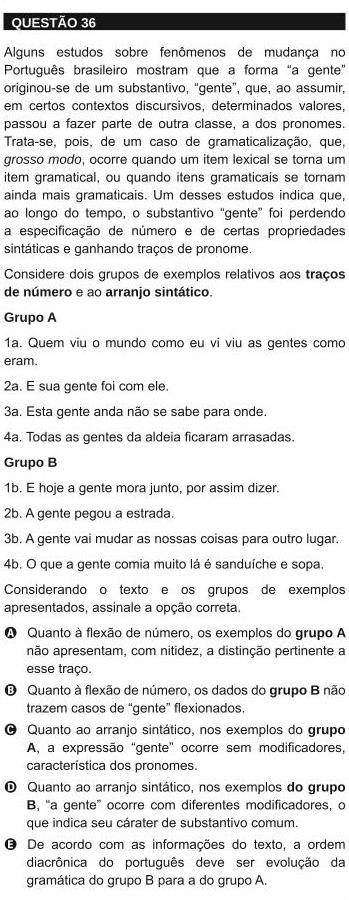 QUESTÃO 36
Alguns estudos sobre fenômenos de mudança no
Português brasileiro mostram que a forma “a gente”
originou-se de um substantivo, “gente”, que, ao assumir,
em certos contextos discursivos, determinados valores,
passou a fazer parte de outra classe, a dos pronomes.
Trata-se, pois, de um caso de gramaticalização, que,
grosso modo, ocorre quando um item lexical se torna um
item gramatical, ou quando itens gramaticais se tornam
ainda mais gramaticais. Um desses estudos indica que,
ao longo do tempo, o substantivo “gente” foi perdendo
a especificação de número e de certas propriedades
sintáticas e ganhando traços de pronome.
Considere dois grupos de exemplos relativos aos traços
de número e ao arranjo sintático.
Grupo A
1a. Quem viu o mundo como eu vi viu as gentes como
eram.
2a. E sua gente foi com ele.
3a. Esta gente anda não se sabe para onde.
4a. Todas as gentes da aldeia ficaram arrasadas.
Grupo B
1b. E hoje a gente mora junto, por assim dizer.
2b. A gente pegou a estrada.
3b. A gente vai mudar as nossas coisas para outro lugar.
4b. O que a gente comia muito lá é sanduíche e sopa.
Considerando o texto e os grupos de exemplos
apresentados, assinale a opção correta.
A Quanto à flexão de número, os exemplos do grupo A
não apresentam, com nitidez, a distinção pertinente a
esse traço.
B Quanto à flexão de número, os dados do grupo B não
trazem casos de “gente” flexionados.
C Quanto ao arranjo sintático, nos exemplos do grupo
A, a expressão “gente” ocorre sem modificadores,
característica dos pronomes.
D Quanto ao arranjo sintático, nos exemplos do grupo
B, “a gente” ocorre com diferentes modificadores, o
que indica seu cárater de substantivo comum.
E De acordo com as informações do texto, a ordem
diacrônica do português deve ser evolução da
gramática do grupo B para a do grupo A.